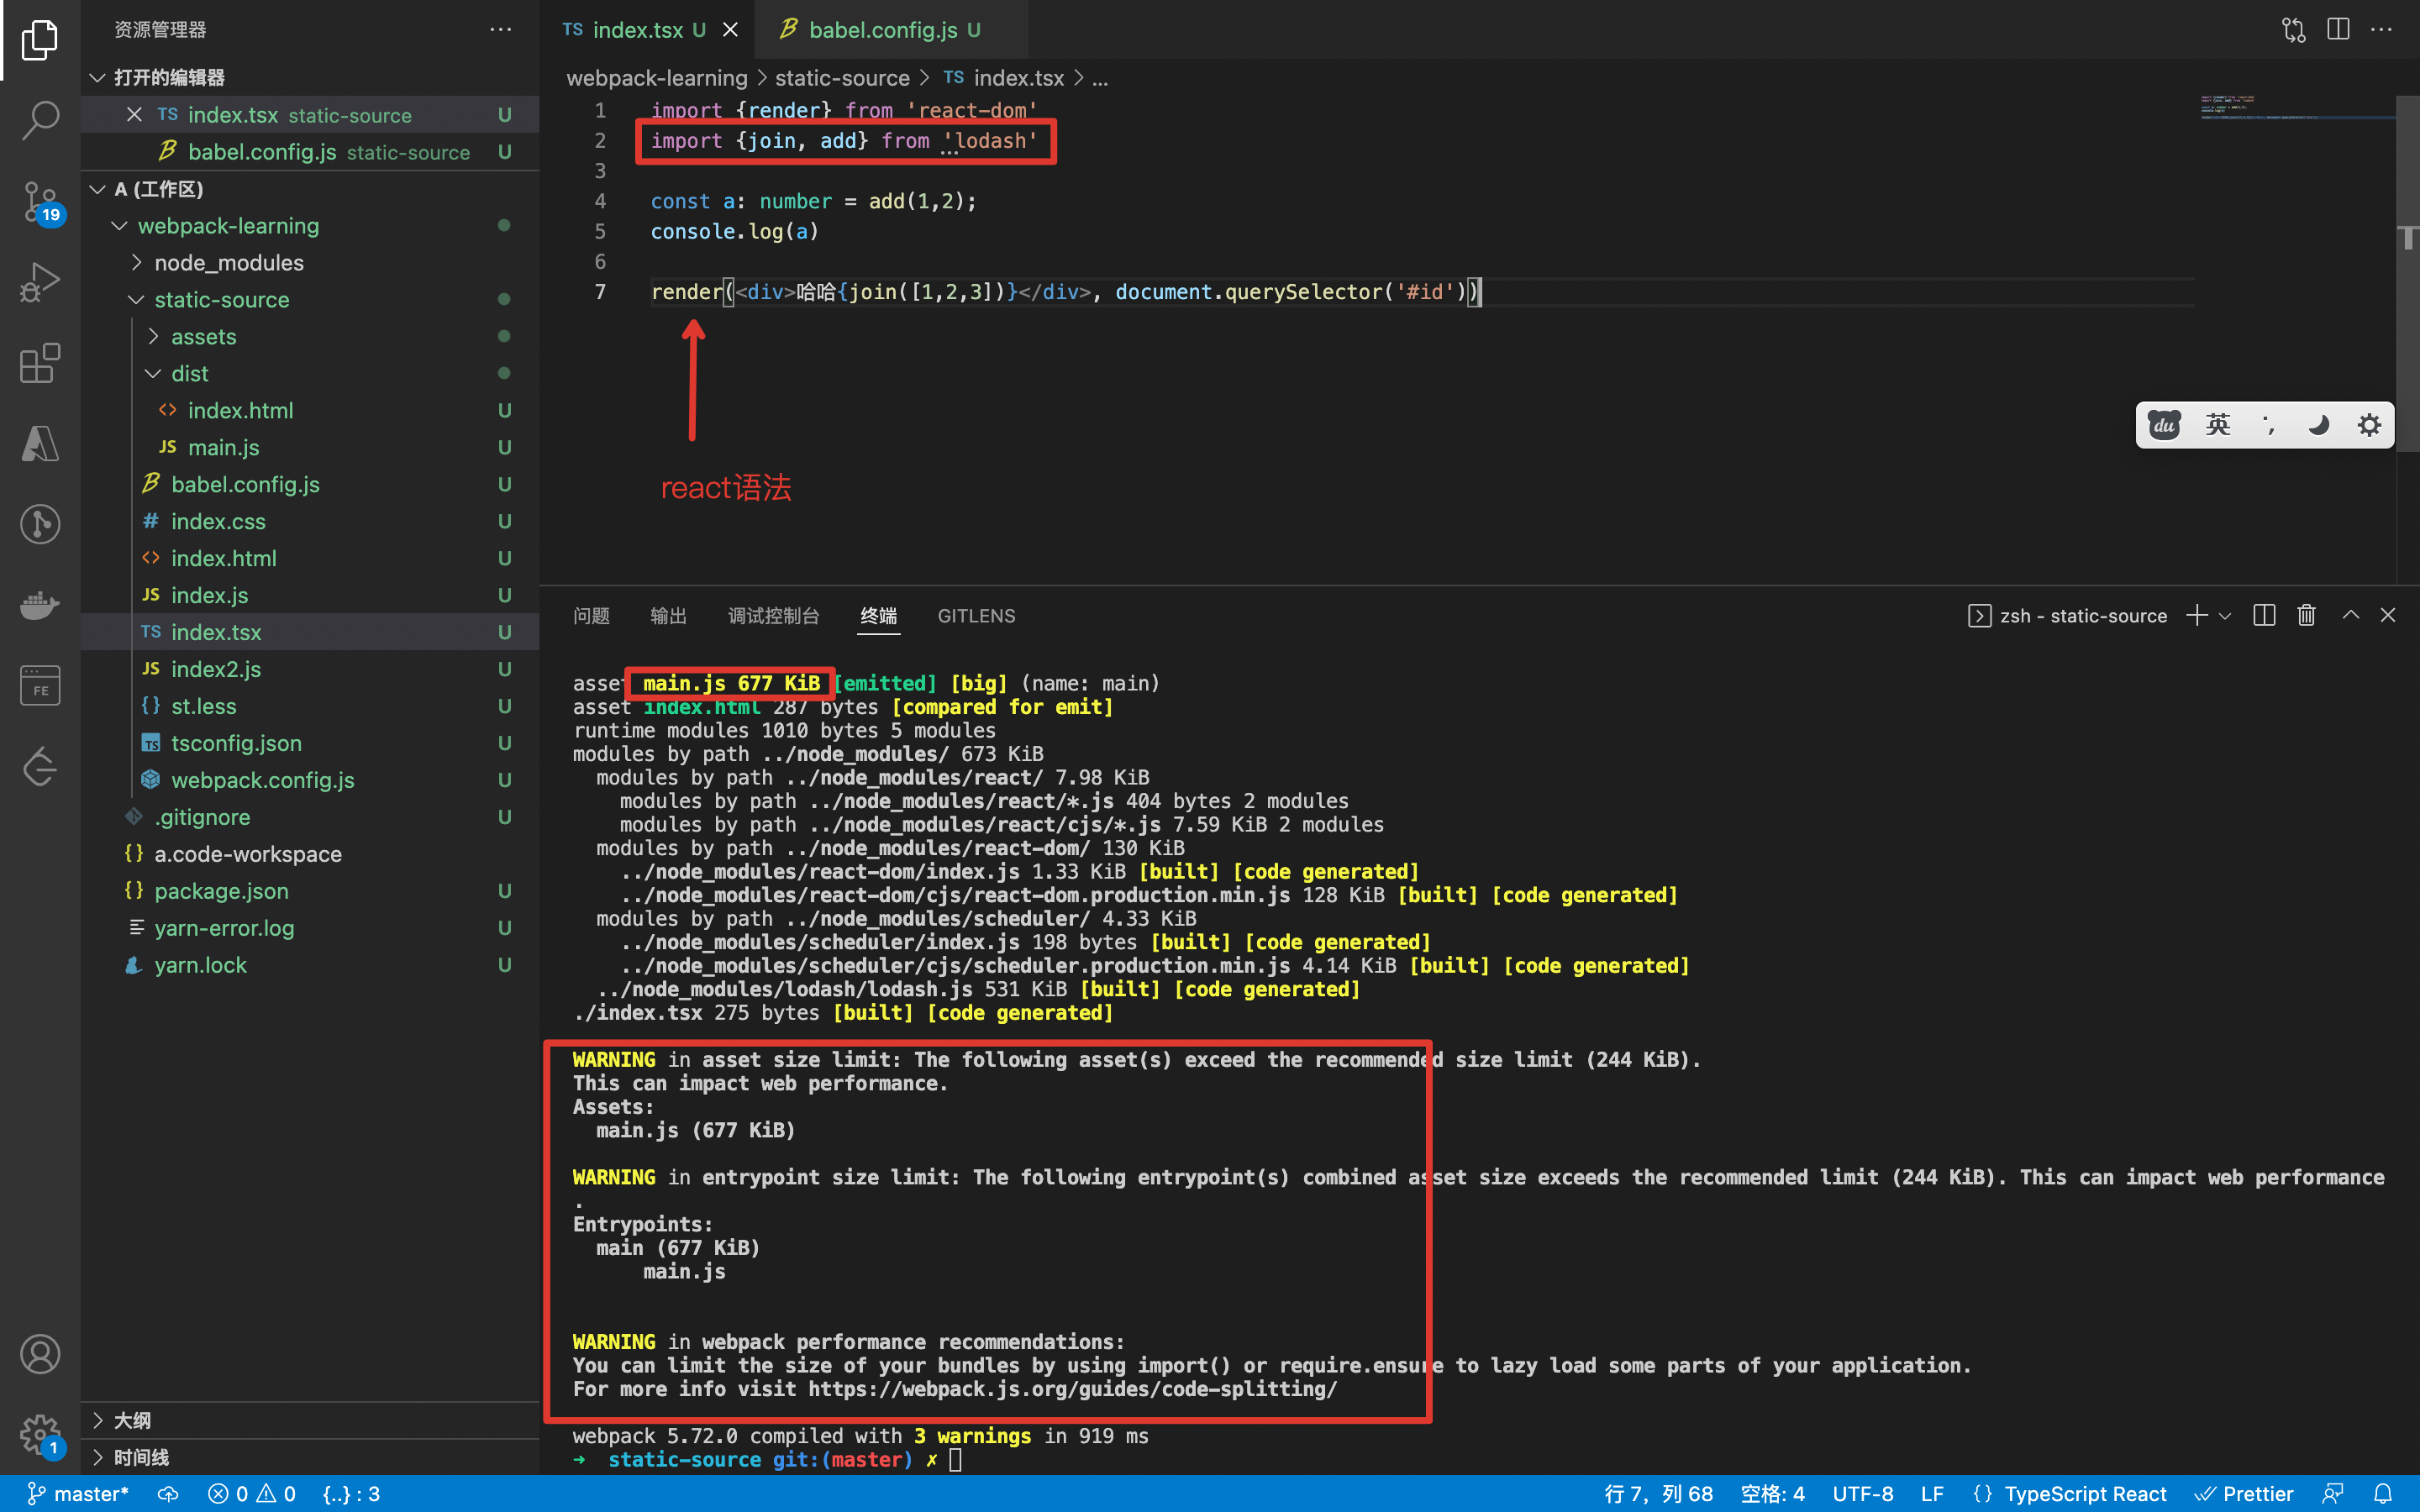 资源管理器
打开的编辑器
TS index.tsx static-source U
babel.config.js static-source U
A (工作区)
webpack-learning
node_modules
static-source
assets
dist
index.html U
JS main.js U
babel.config.js U
# index.css U
index.html U
JS index.js U
TS index.tsx U
JS index2.js U
{} st.less U
TS tsconfig.json U
webpack.config.js U
.gitignore U
{} a.code-workspace
{} package.json U
yarn-error.log U
yarn.lock U
大纲
时间线
19
FE
1
TS index.tsx U
babel.config.js U
webpack-learning > static-source > TS index.tsx > ...
1 import {render} from 'react-dom'
2 import {join, add} from 'lodash'
3
4 const a: number = add(1,2);
5 console.log(a)
6
7 render(<div>哈哈{join([1,2,3])}</div>, document.querySelector('#id'))
react语法
du 英
问题 输出 调试控制台 终端 GITLENS
zsh - static-source
asset main.js 677 KiB [emitted] [big] (name: main)
asset index.html 287 bytes [compared for emit]
runtime modules 1010 bytes 5 modules
modules by path ../node_modules/ 673 KiB
modules by path ../node_modules/react/ 7.98 KiB
modules by path ../node_modules/react/*.js 404 bytes 2 modules
modules by path ../node_modules/react/cjs/*.js 7.59 KiB 2 modules
modules by path ../node_modules/react-dom/ 130 KiB
../node_modules/react-dom/index.js 1.33 KiB [built] [code generated]
../node_modules/react-dom/cjs/react-dom.production.min.js 128 KiB [built] [code generated]
modules by path ../node_modules/scheduler/ 4.33 KiB
../node_modules/scheduler/index.js 198 bytes [built] [code generated]
../node_modules/scheduler/cjs/scheduler.production.min.js 4.14 KiB [built] [code generated]
../node_modules/lodash/lodash.js 531 KiB [built] [code generated]
./index.tsx 275 bytes [built] [code generated]
WARNING in asset size limit: The following asset(s) exceed the recommended size limit (244 KiB).
This can impact web performance.
Assets:
main.js (677 KiB)
WARNING in entrypoint size limit: The following entrypoint(s) combined asset size exceeds the recommended limit (244 KiB). This can impact web performance
.
Entrypoints:
main (677 KiB)
main.js
WARNING in webpack performance recommendations:
You can limit the size of your bundles by using import() or require.ensure to lazy load some parts of your application.
For more info visit https://webpack.js.org/guides/code-splitting/
webpack 5.72.0 compiled with 3 warnings in 919 ms
➜ static-source git:(master) ✗
master* 0 0 {..} : 3 行 7，列 68 空格: 4 UTF-8 LF {} TypeScript React Prettier